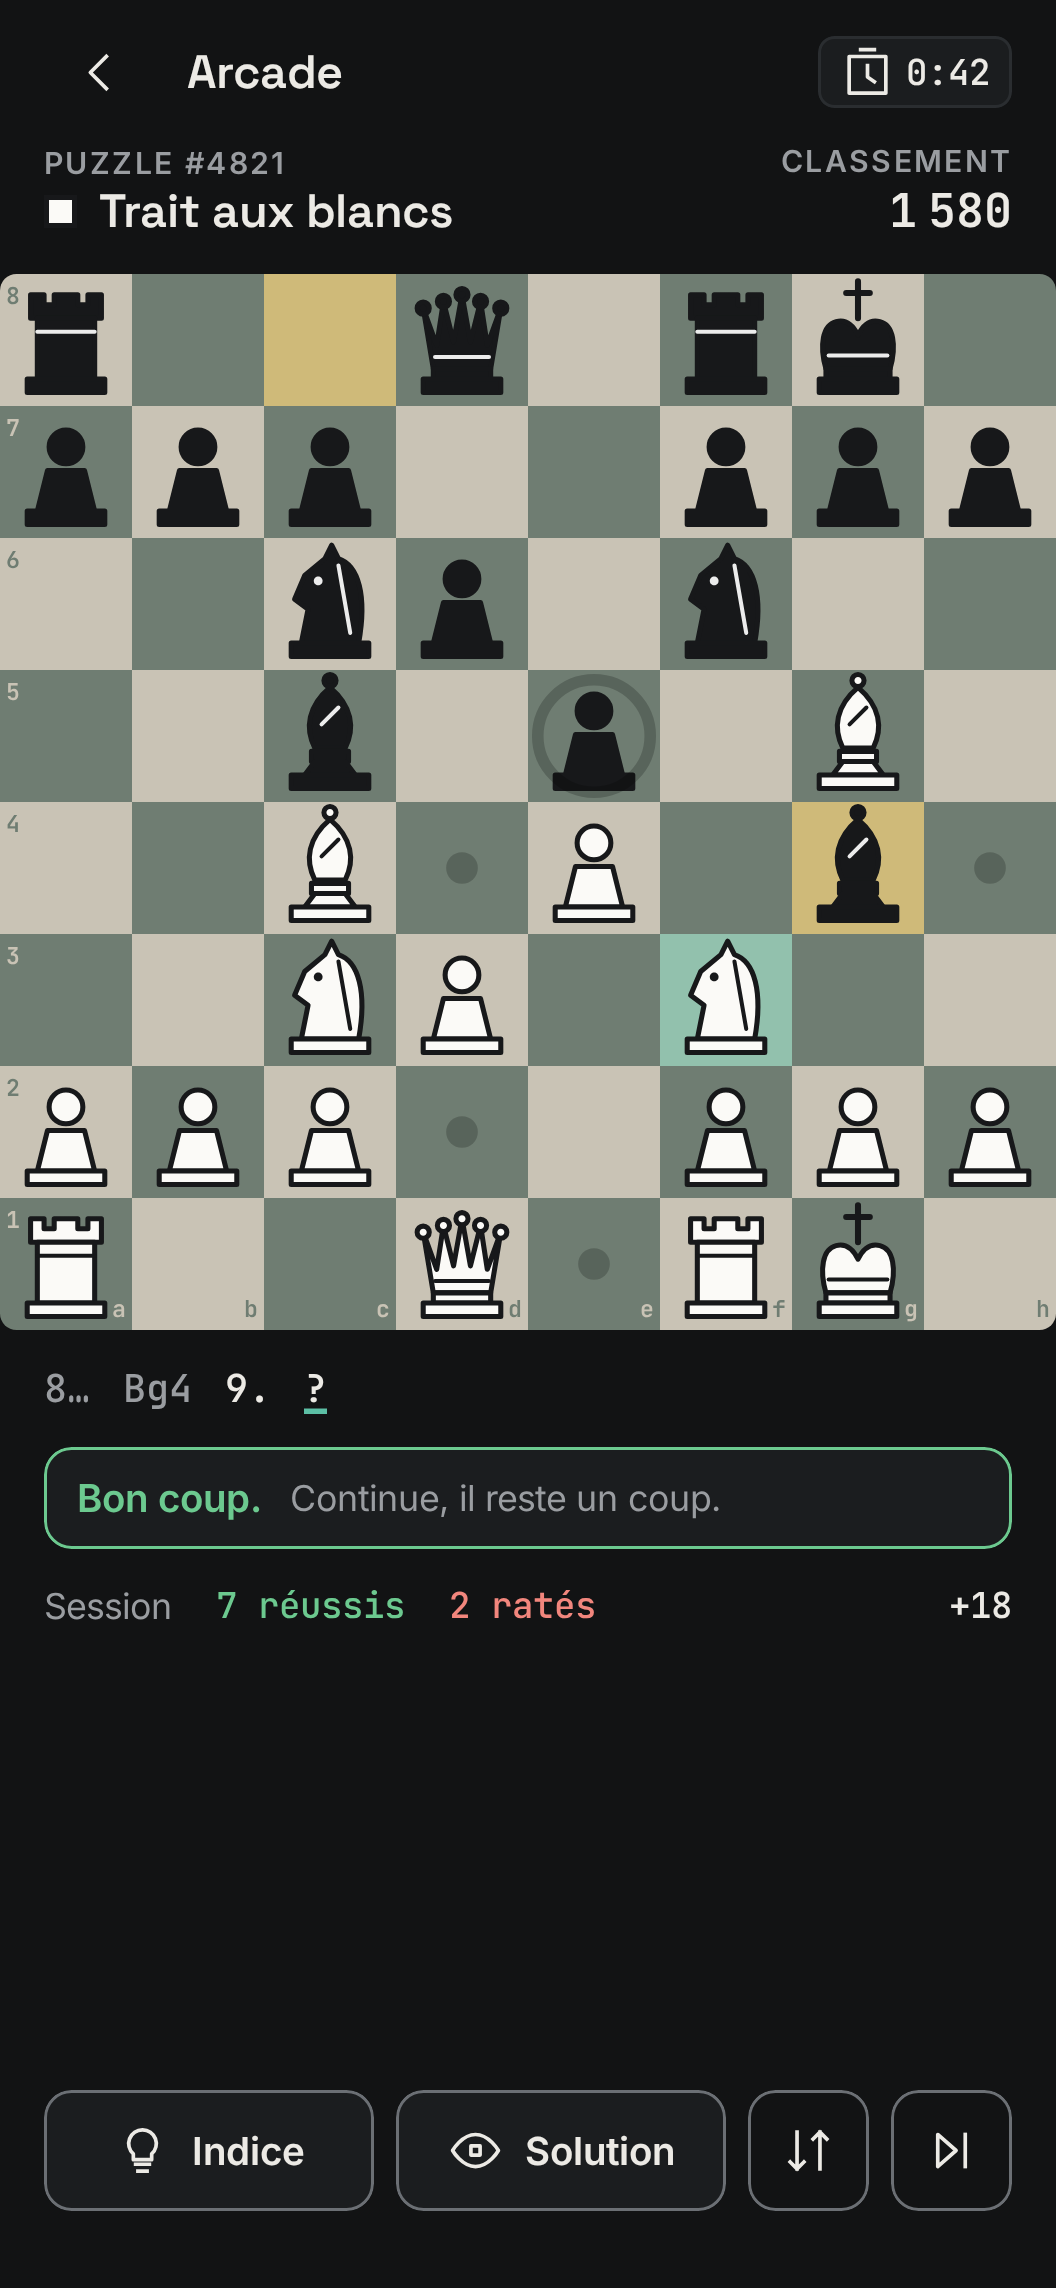 Arcade
0:42
PUZZLE #4821
CLASSEMENT
Trait aux blancs
1 580
8
7
6
5
4
3
2
1
a b c d e f g h
8… Bg4 9. ?
Bon coup. Continue, il reste un coup.
Session 7 réussis 2 ratés +18
Indice
Solution